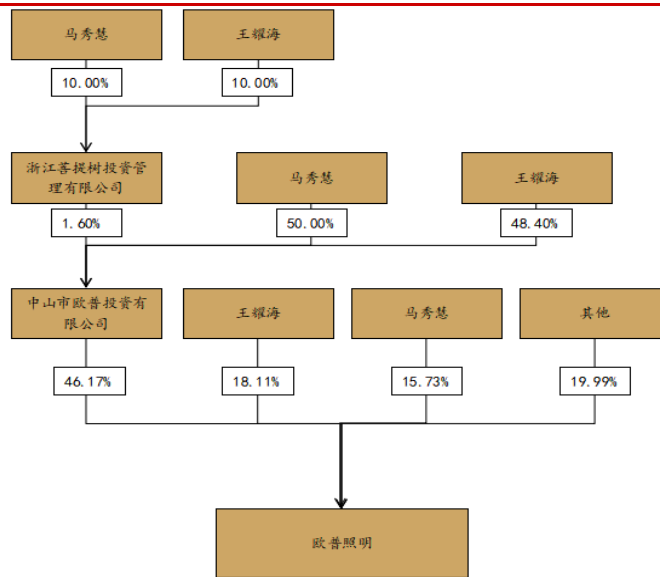 马秀慧
王耀海
10.00%
10.00%
浙江菩提树投资管
理有限公司
马秀慧
王耀海
1.60%
50.00%
48.40%
中山市欧普投资有
限公司
王耀海
马秀慧
其他
46.17%
18.11%
15.73%
19.99%
欧普照明